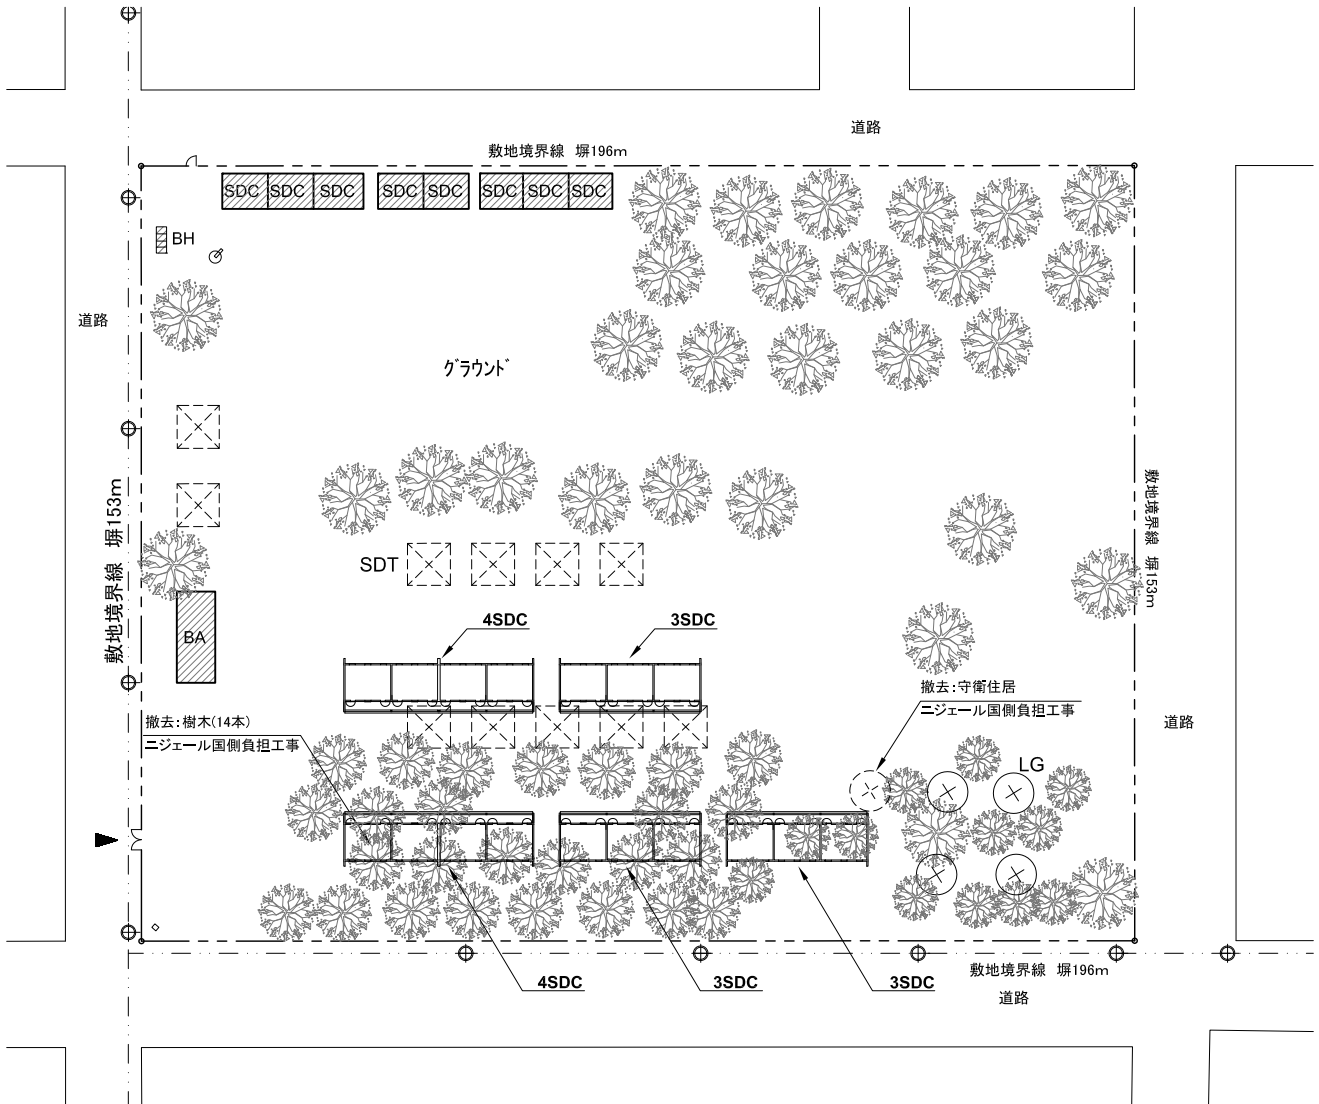 道路
敷地境界線 塀196m
SDC SDC SDC SDC SDC SDC SDC SDC
BH
道路
グラウンド
敷地境界線 塀153m
敷地境界線 塀153m
SDT
BA
4SDC
3SDC
撤去:守衛住居
ニジェール国側負担工事
撤去:樹木(14本)
ニジェール国側負担工事
道路
LG
4SDC
3SDC
3SDC
敷地境界線 塀196m
道路